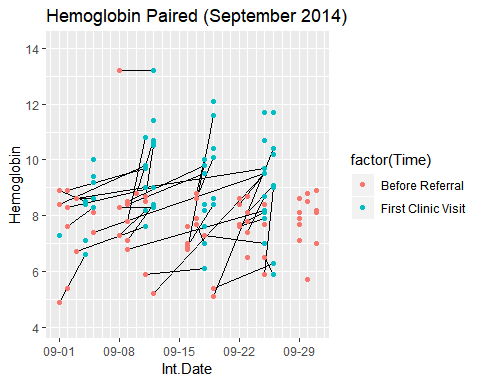 Hemoglobin Paired (September 2014)
14
12
10
8
6
4
Hemoglobin
09-01
09-08
09-15
09-22
09-29
Int.Date
factor(Time)
Before Referral
First Clinic Visit